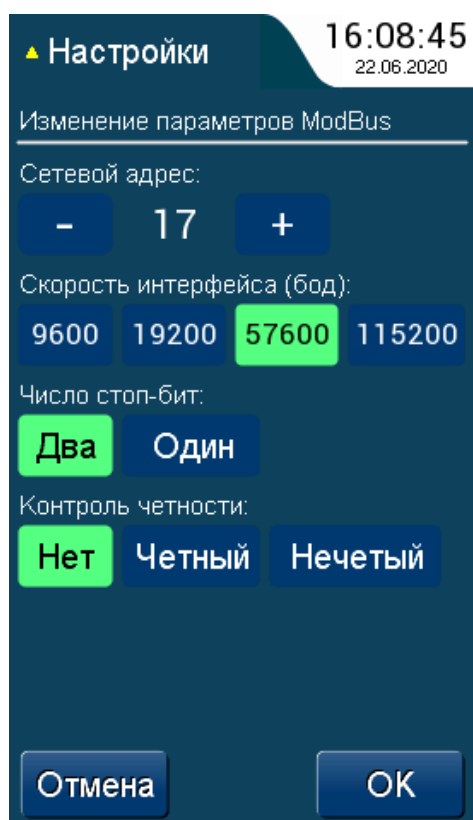 Настройки
16:08:45
22.06.2020
Изменение параметров ModBus
Сетевой адрес:
- 17 +
Скорость интерфейса (бод):
9600 19200 57600 115200
Число стоп-бит:
Два Один
Контроль четности:
Нет Четный Нечетый
Отмена OK